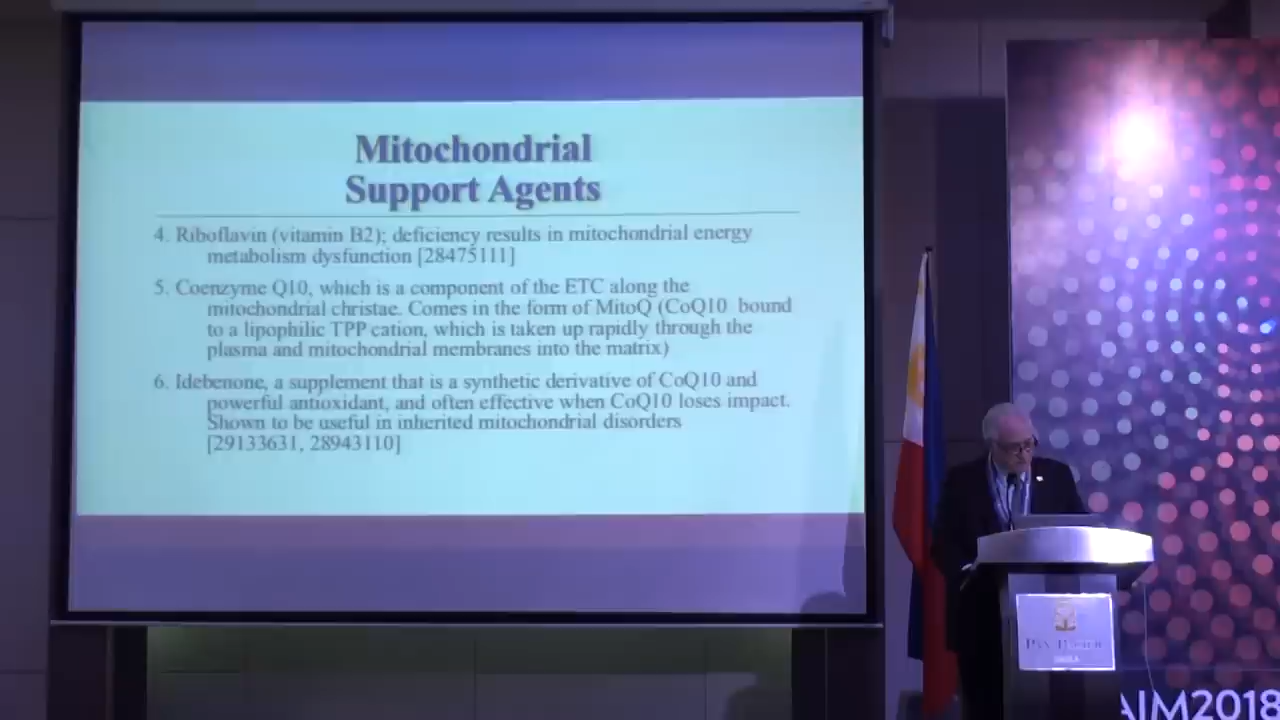 Mitochondrial
Support Agents
4. Riboflavin (vitamin B2); deficiency results in mitochondrial energy
metabolism dysfunction [28475111]
5. Coenzyme Q10, which is a component of the ETC along the
mitochondrial christae. Comes in the form of MitoQ (CoQ10 bound
to a lipophilic TPP cation, which is taken up rapidly through the
plasma and mitochondrial membranes into the matrix)
6. Idebenone, a supplement that is a synthetic derivative of CoQ10 and
powerful antioxidant, and often effective when CoQ10 loses impact.
Shown to be useful in inherited mitochondrial disorders
[29133631, 28943110]
AIM2018